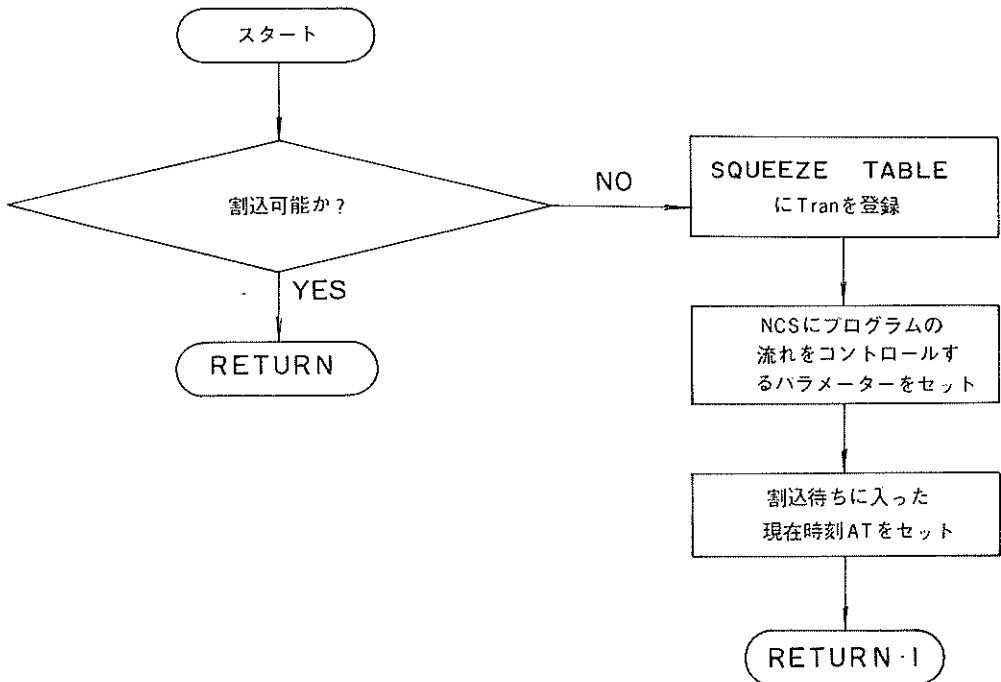 スタート
割込可能か？
NO
YES
RETURN
SQUEEZE TABLE
にTranを登録
NCSにプログラムの
流れをコントロールす
るパラメーターをセット
割込待ちに入った
現在時刻ATをセット
RETURN・1